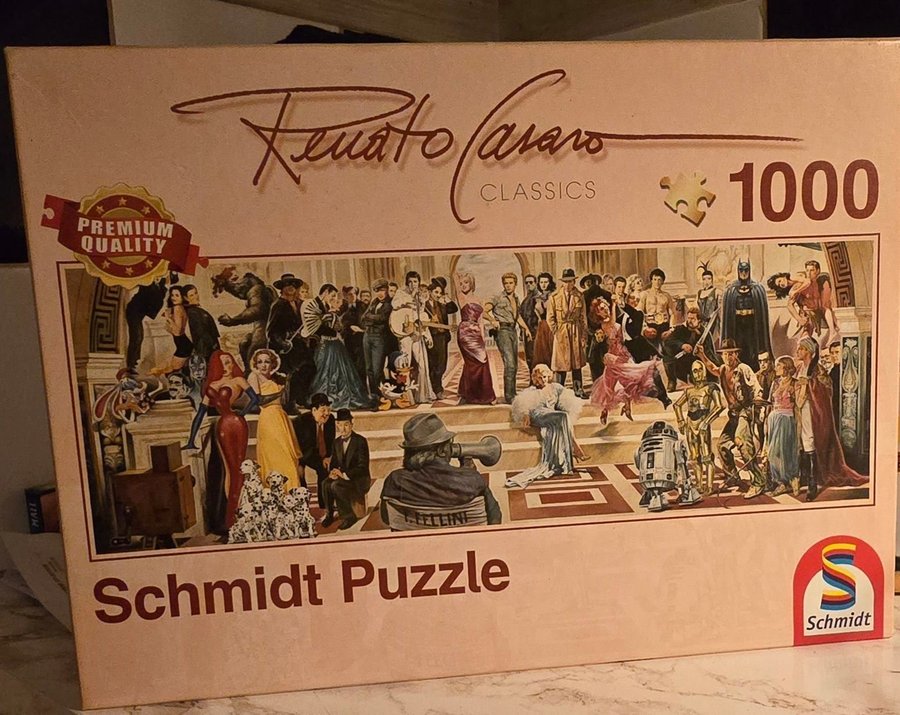 Renato Casaro
CLASSICS
1000
PREMIUM
QUALITY
F. FELLINI
Schmidt Puzzle
Schmidt